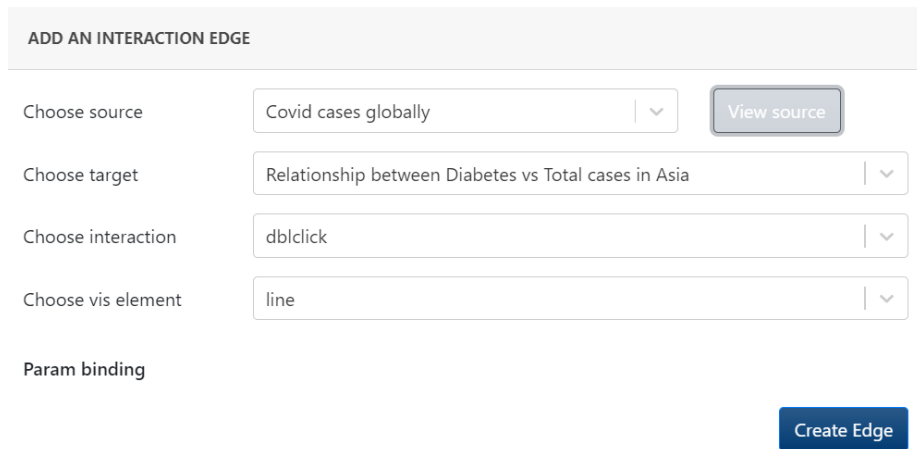 ADD AN INTERACTION EDGE
Choose source Covid cases globally View source
Choose target Relationship between Diabetes vs Total cases in Asia
Choose interaction dblclick
Choose vis element line
Param binding
Create Edge